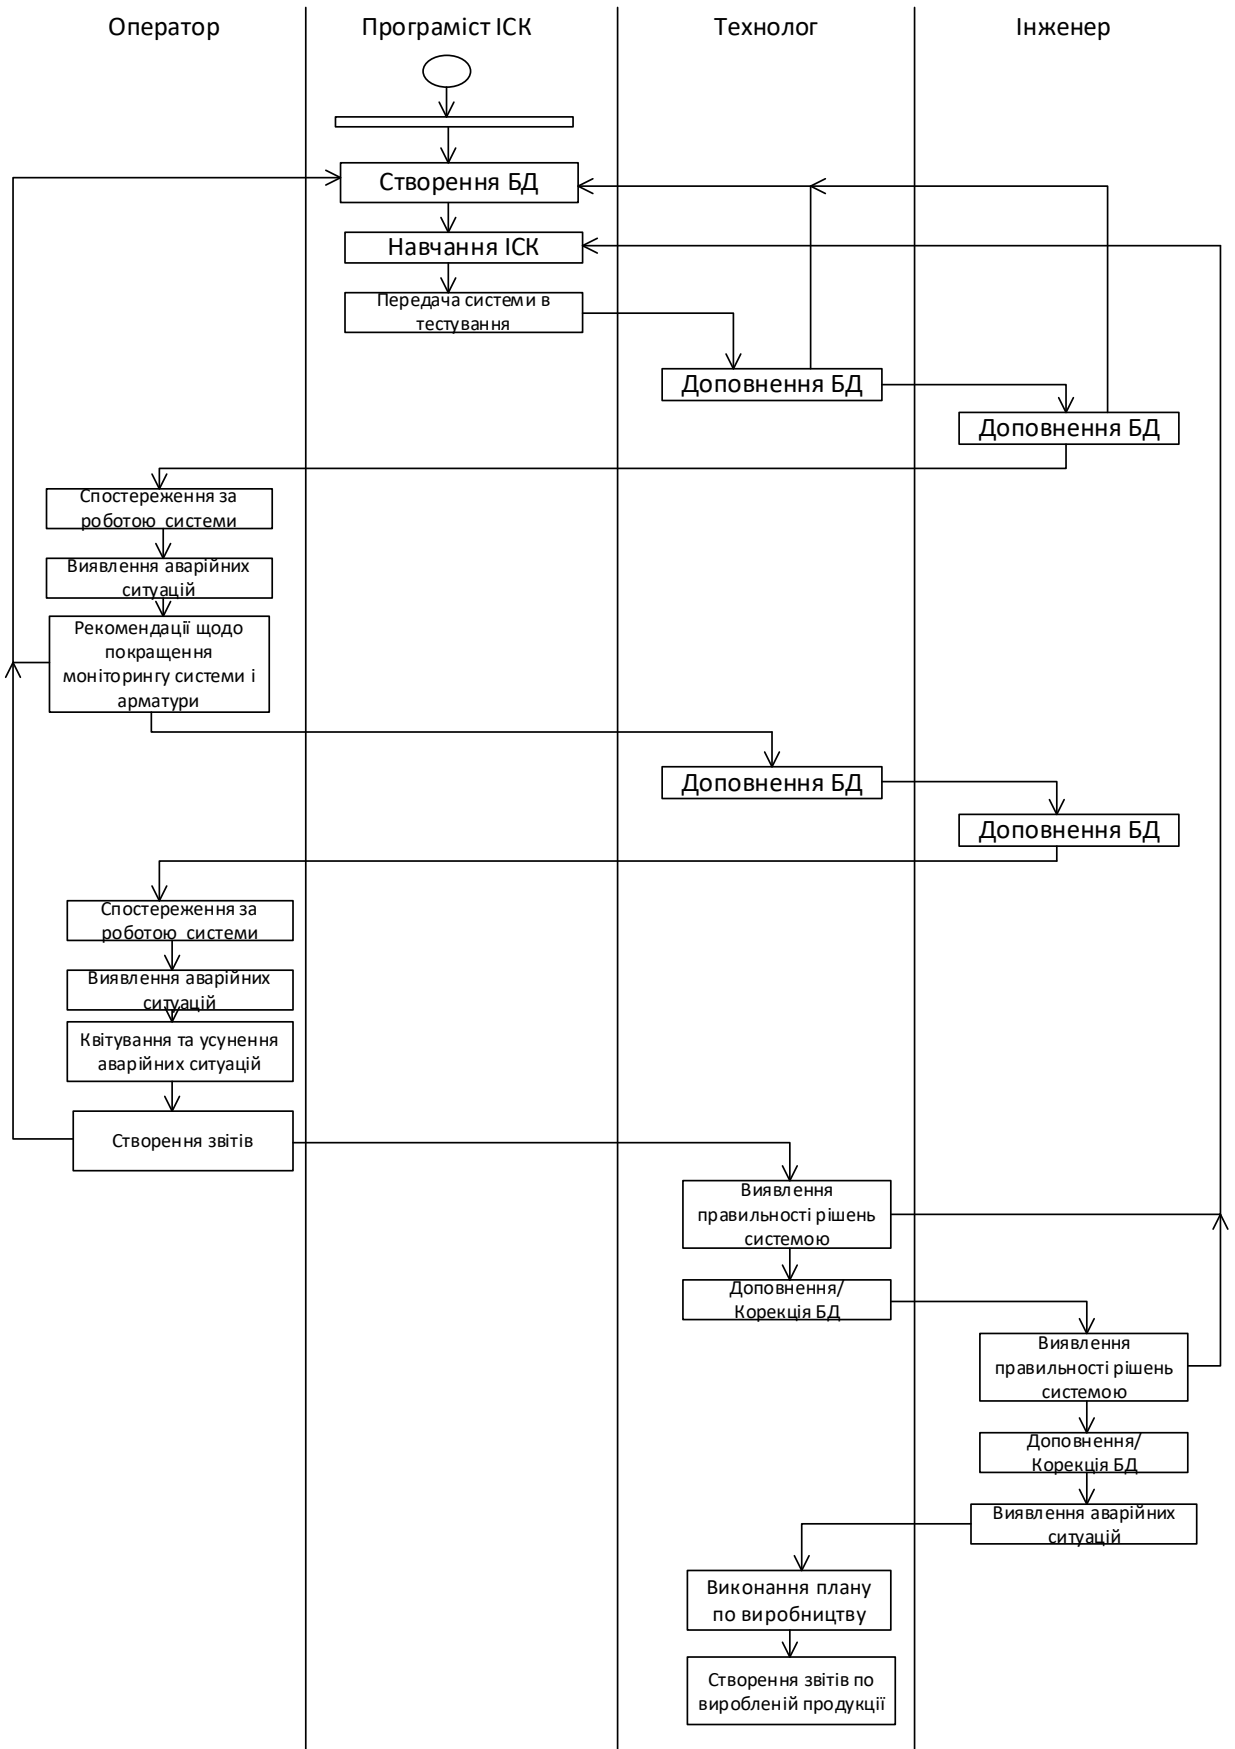 Оператор
Програміст ІСК
Технолог
Інженер
Створення БД
Навчання ІСК
Передача системи в
тестування
Доповнення БД
Доповнення БД
Спостереження за
роботою системи
Виявлення аварійних
ситуацій
Рекомендації щодо
покращення
моніторингу системи і
арматури
Доповнення БД
Доповнення БД
Спостереження за
роботою системи
Виявлення аварійних
ситуацій
Квітування та усунення
аварійних ситуацій
Створення звітів
Виявлення
правильності рішень
системою
Доповнення/
Корекція БД
Виявлення
правильності рішень
системою
Доповнення/
Корекція БД
Виявлення аварійних
ситуацій
Виконання плану
по виробництву
Створення звітів по
виробленій продукції